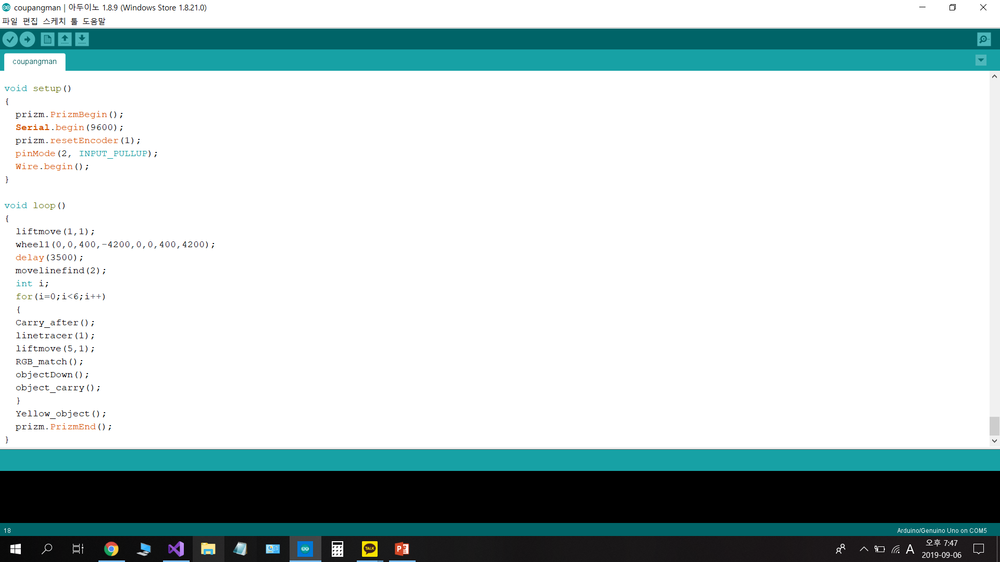 coupangman | 아두이노 1.8.9 (Windows Store 1.8.21.0)
파일 편집 스케치 툴 도움말
coupangman
void setup()
{
  prizm.PrizmBegin();
  Serial.begin(9600);
  prizm.resetEncoder(1);
  pinMode(2, INPUT_PULLUP);
  Wire.begin();
}
void loop()
{
  liftmove(1,1);
  wheel1(0,0,400,-4200,0,0,400,4200);
  delay(3500);
  movelinefind(2);
  int i;
  for(i=0;i<6;i++)
  {
  Carry_after();
  linetracer(1);
  liftmove(5,1);
  RGB_match();
  objectDown();
  object_carry();
  }
  Yellow_object();
  prizm.PrizmEnd();
}
18
Arduino/Genuino Uno on COM5
TALK
A
오후 7:47
2019-09-06